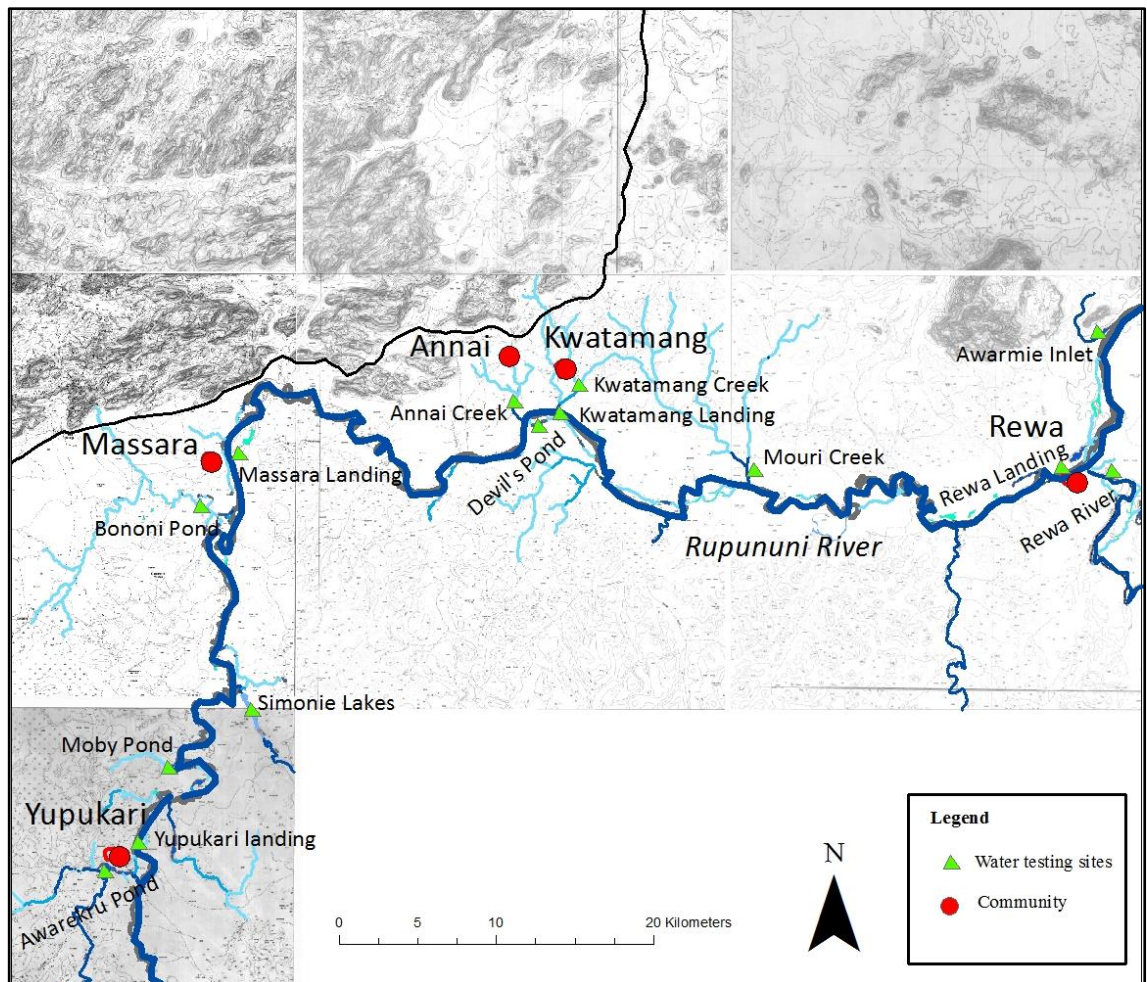 Annai
Kwatamang
Kwatamang Creek
Annai Creek
Kwatamang Landing
Awarmie Inlet
Massara
Massara Landing
Devil's Pond
Mouri Creek
Rewa
Rewa Landing
Rewa River
Bononi Pond
Rupununi River
Simonie Lakes
Moby Pond
Yupukari
Yupukari landing
Awarekru Pond
N
0 5 10 20 Kilometers
Legend
Water testing sites
Community